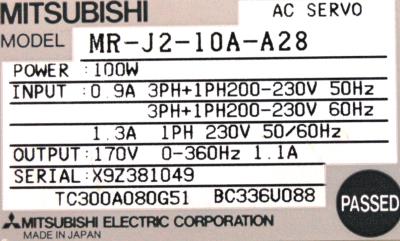 MITSUBISHI AC SERVO
MODEL MR-J2-10A-A28
POWER : 100W
INPUT : 0.9A 3PH+1PH200-230V 50Hz
3PH+1PH200-230V 60Hz
1.3A 1PH 230V 50/60Hz
OUTPUT: 170V 0-360Hz 1.1A
SERIAL: X9Z381049
TC300A080G51 BC336U088
PASSED
MITSUBISHI ELECTRIC CORPORATION
MADE IN JAPAN